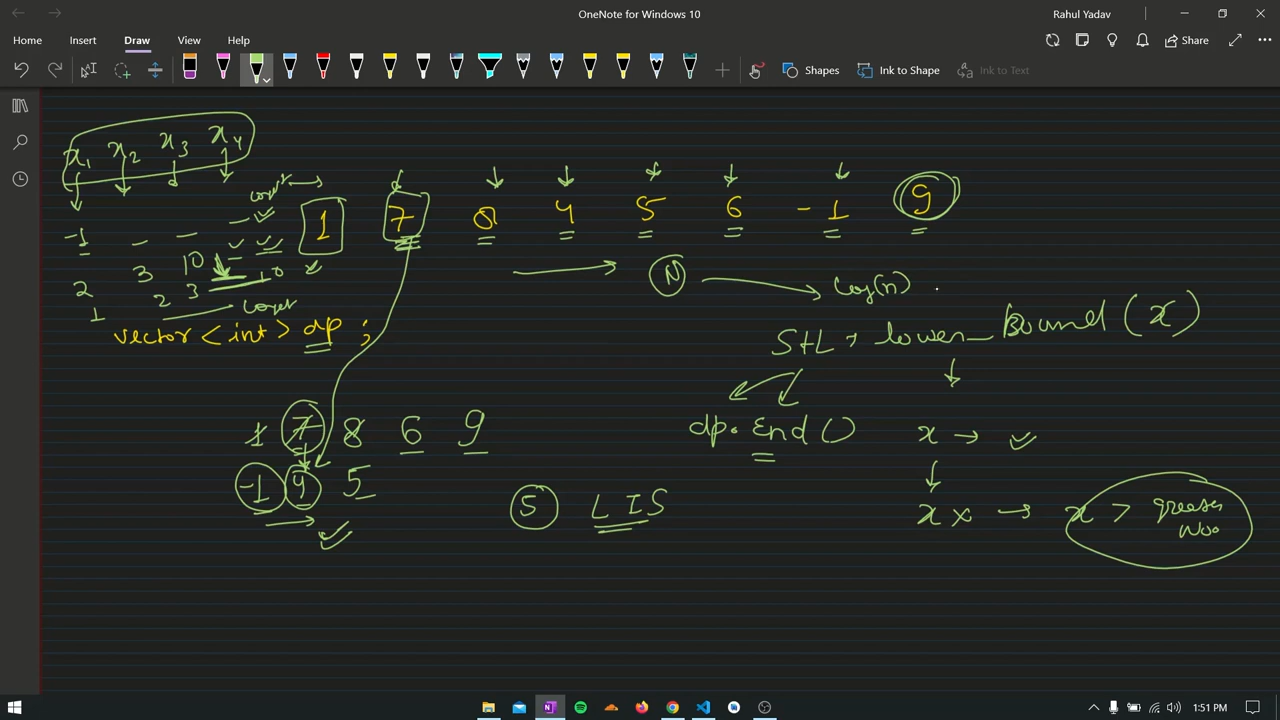 OneNote for Windows 10
Rahul Yadav
Home Insert Draw View Help
Share
Shapes
Ink to Shape
Ink to Text
x1 x2 x3 x4
1 7 8 4 5 6 -1 9
-1 - -
2 3 10
1 2 3 10
N → log(n)
vector <int> dp ;
STL → lower_Bound (x)
1 7 8 6 9
dp. End ()
x →
-1 4 5
5 LIS
x × → x > greater
1:51 PM